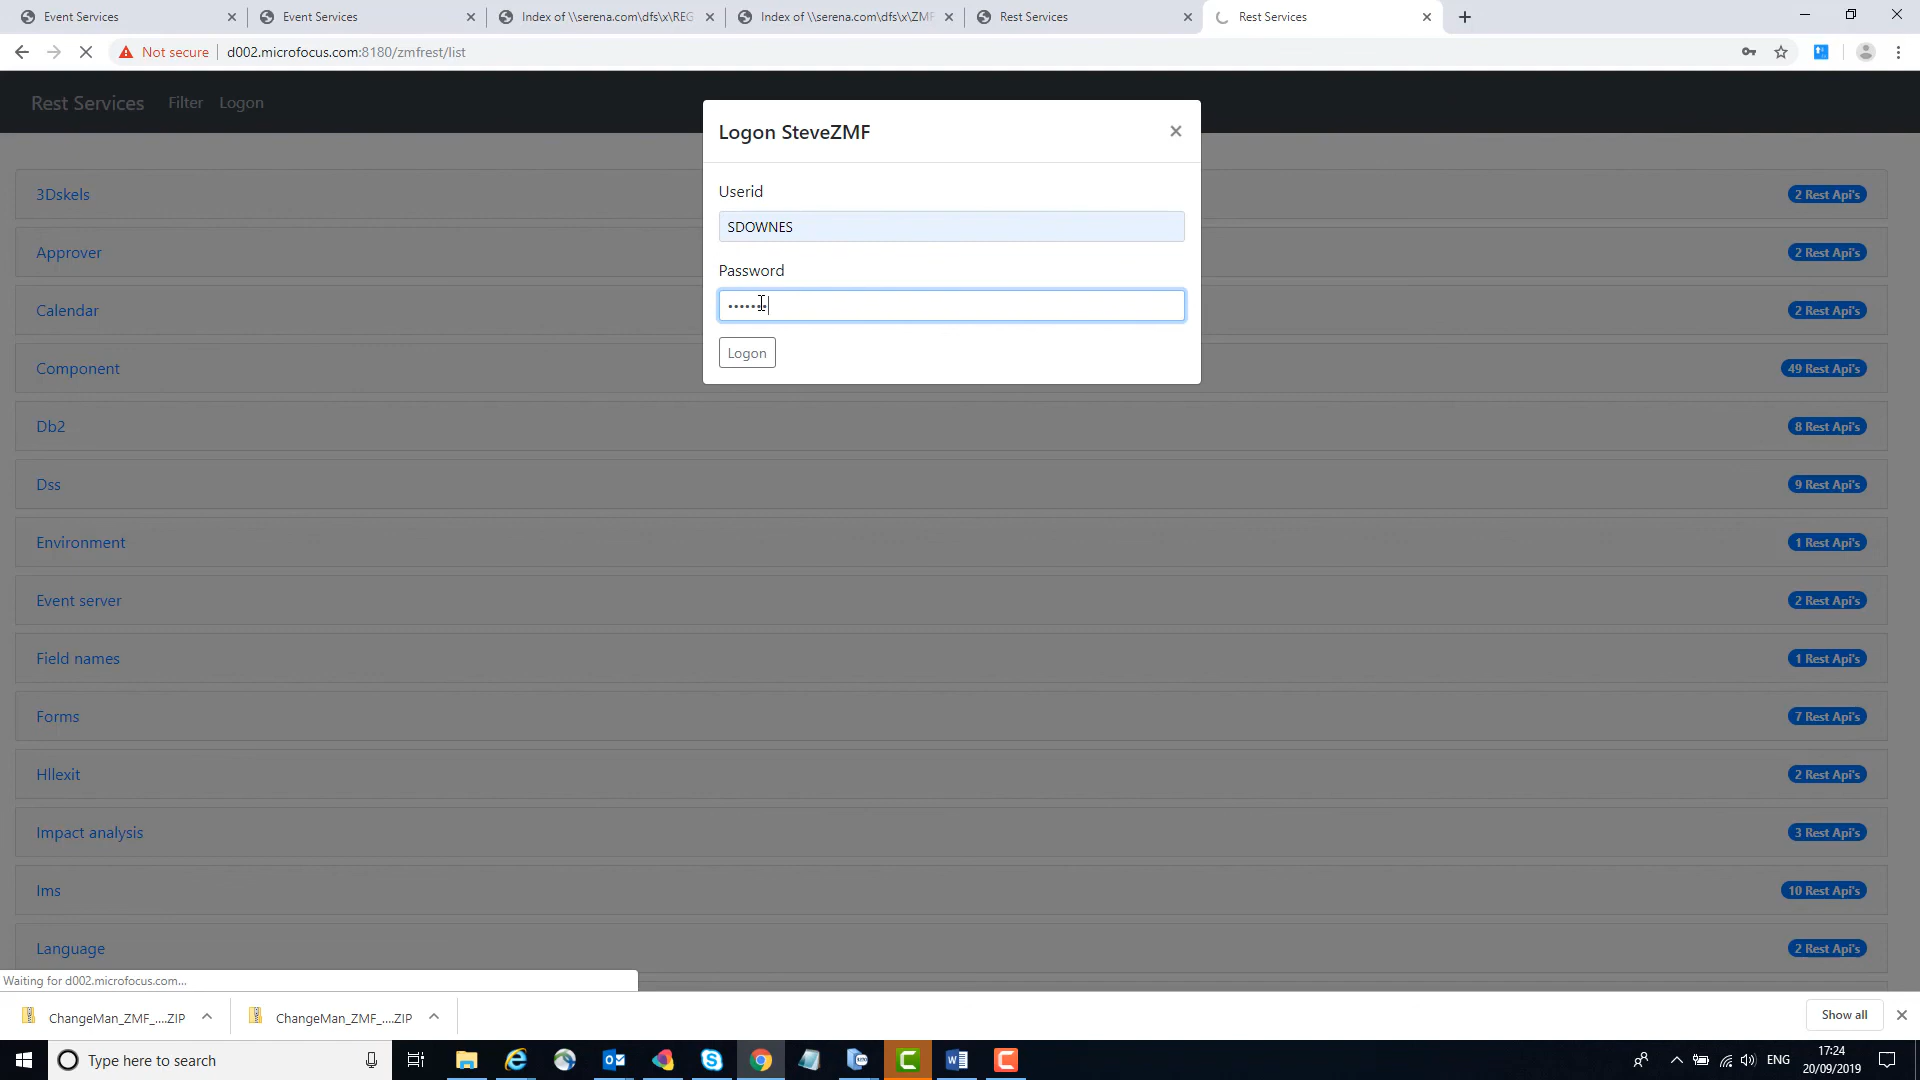 Event Services
Event Services
Index of \\serena.com\dfs\x\REG
Index of \\serena.com\dfs\x\ZMF
Rest Services
Rest Services
Not secure
d002.microfocus.com:8180/zmfrest/list
Rest Services
Filter
Logon
Logon SteveZMF
Userid
SDOWNES
Password
•••••••
Logon
3Dskels
2 Rest Api's
Approver
2 Rest Api's
Calendar
2 Rest Api's
Component
49 Rest Api's
Db2
8 Rest Api's
Dss
9 Rest Api's
Environment
1 Rest Api's
Event server
2 Rest Api's
Field names
1 Rest Api's
Forms
7 Rest Api's
Hllexit
2 Rest Api's
Impact analysis
3 Rest Api's
Ims
10 Rest Api's
Language
2 Rest Api's
Waiting for d002.microfocus.com...
ChangeMan_ZMF_....ZIP
ChangeMan_ZMF_....ZIP
Show all
Type here to search
ENG
17:24
20/09/2019